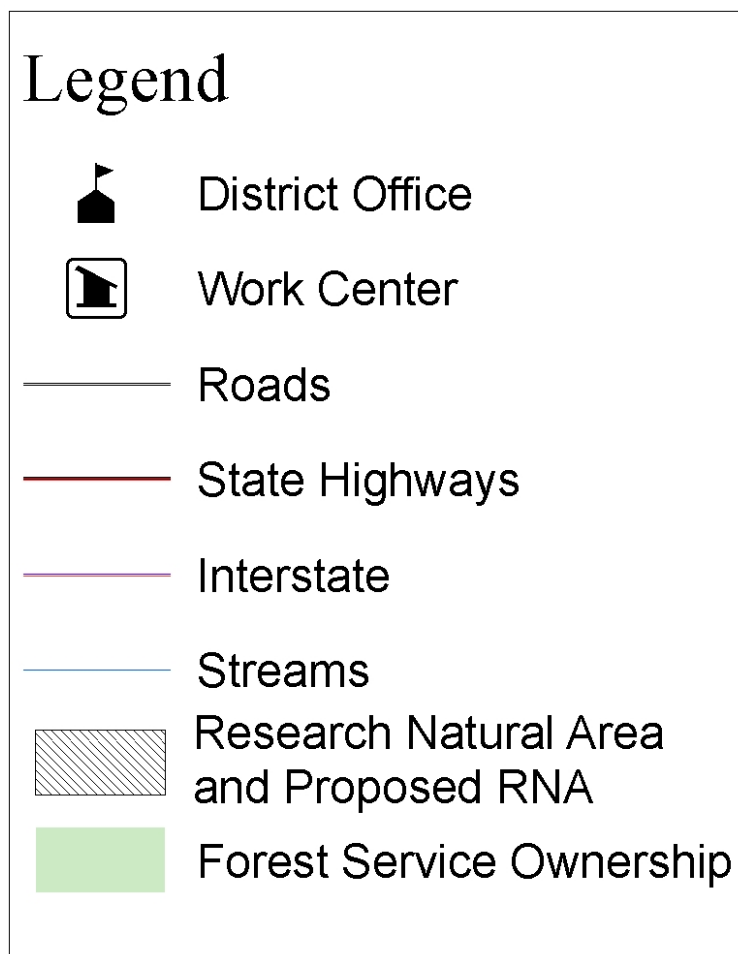 Legend
District Office
Work Center
Roads
State Highways
Interstate
Streams
Research Natural Area
and Proposed RNA
Forest Service Ownership